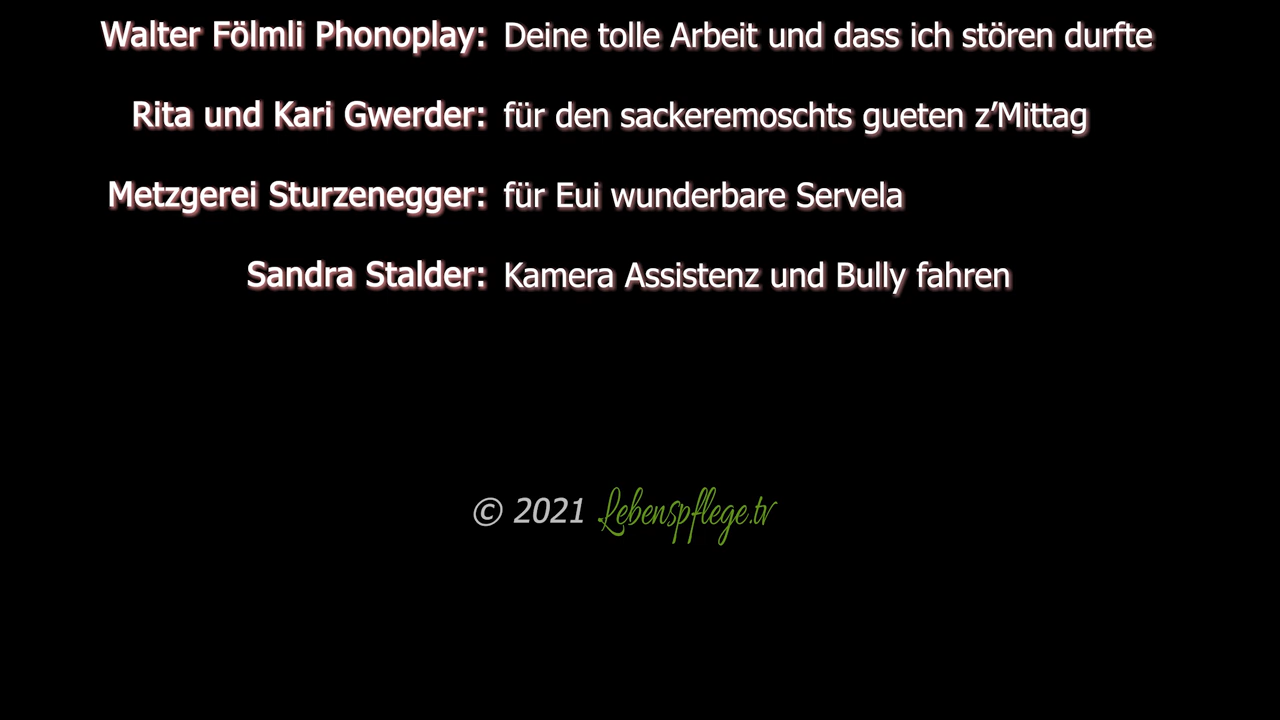 Walter Fölmli Phonoplay: Deine tolle Arbeit und dass ich stören durfte
Rita und Kari Gwerder: für den sackeremoschts gueten z’Mittag
Metzgerei Sturzenegger: für Eui wunderbare Servela
Sandra Stalder: Kamera Assistenz und Bully fahren
© 2021 Lebenspflege.tv